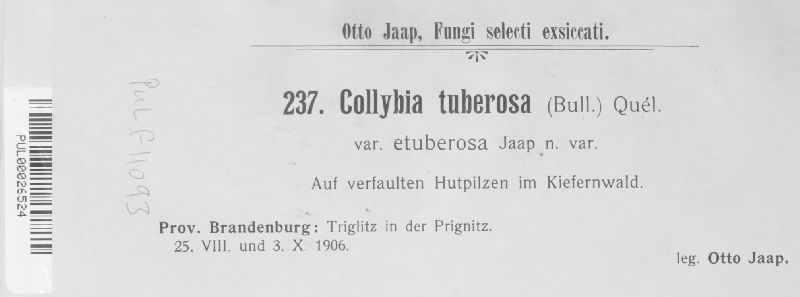 Otto Jaap, Fungi selecti exsiccati.
237. Collybia tuberosa (Bull.) Quél.
var. etuberosa Jaap n. var.
Auf verfaulten Hutpilzen im Kiefernwald.
Prov. Brandenburg: Triglitz in der Prignitz.
25. VIII. und 3. X. 1906.
leg. Otto Jaap.
PUL F11093
PUL00026524